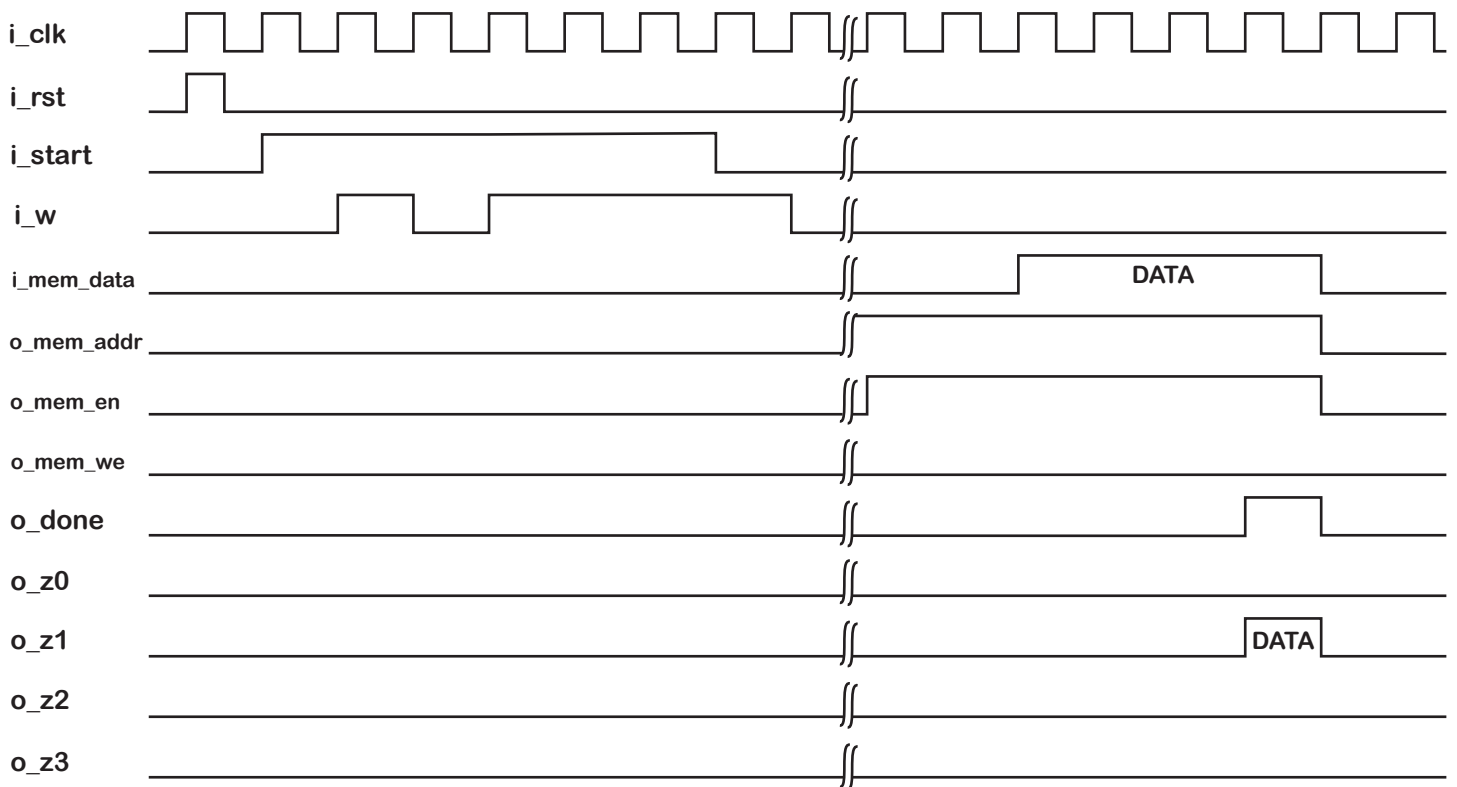 i_clk
i_rst
i_start
i_w
i_mem_data
DATA
o_mem_addr
o_mem_en
o_mem_we
o_done
o_z0
o_z1
DATA
o_z2
o_z3